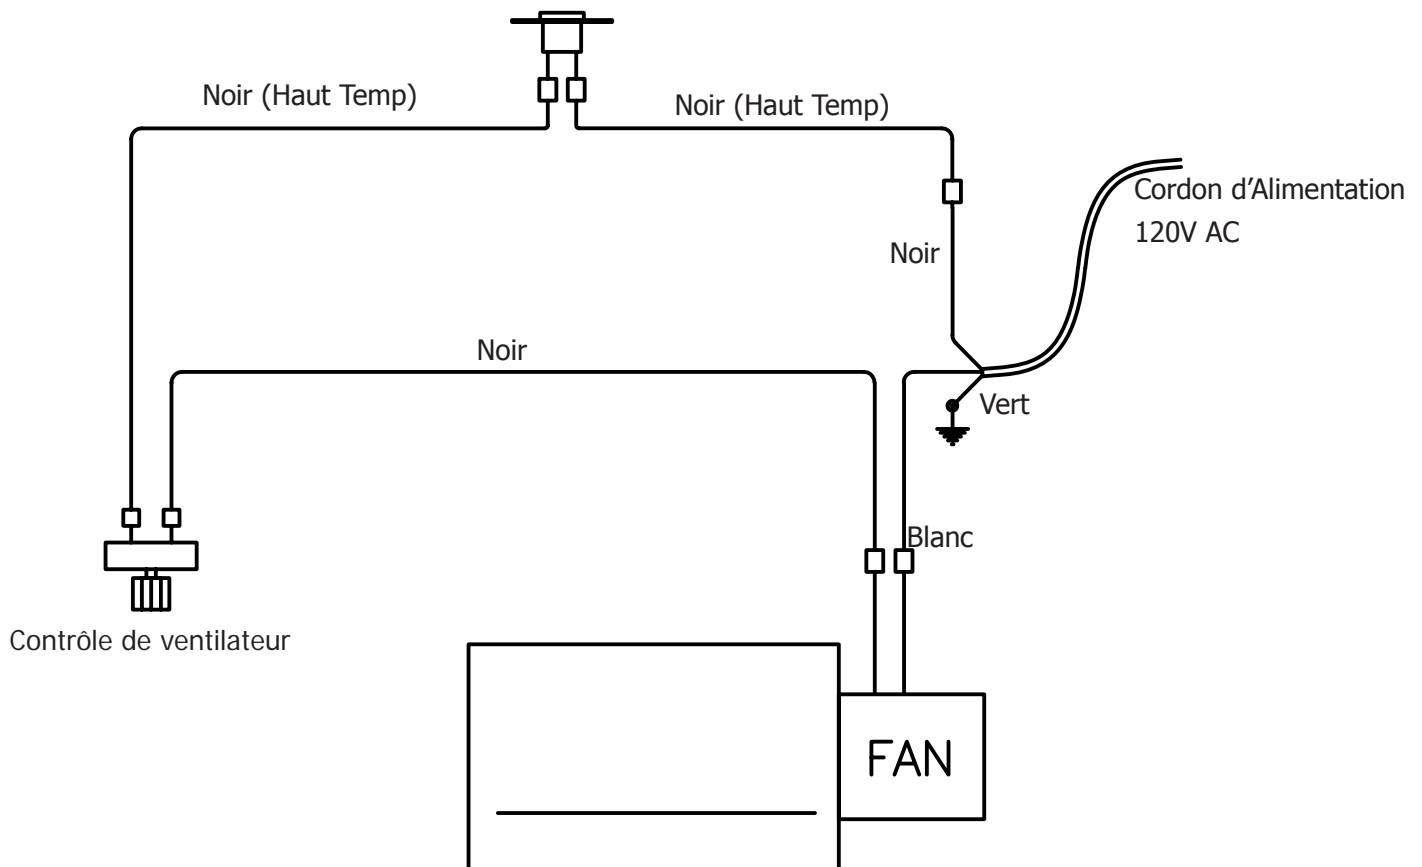 Noir (Haut Temp)
Noir (Haut Temp)
Cordon d’Alimentation
120V AC
Noir
Noir
Vert
Blanc
Contrôle de ventilateur
FAN